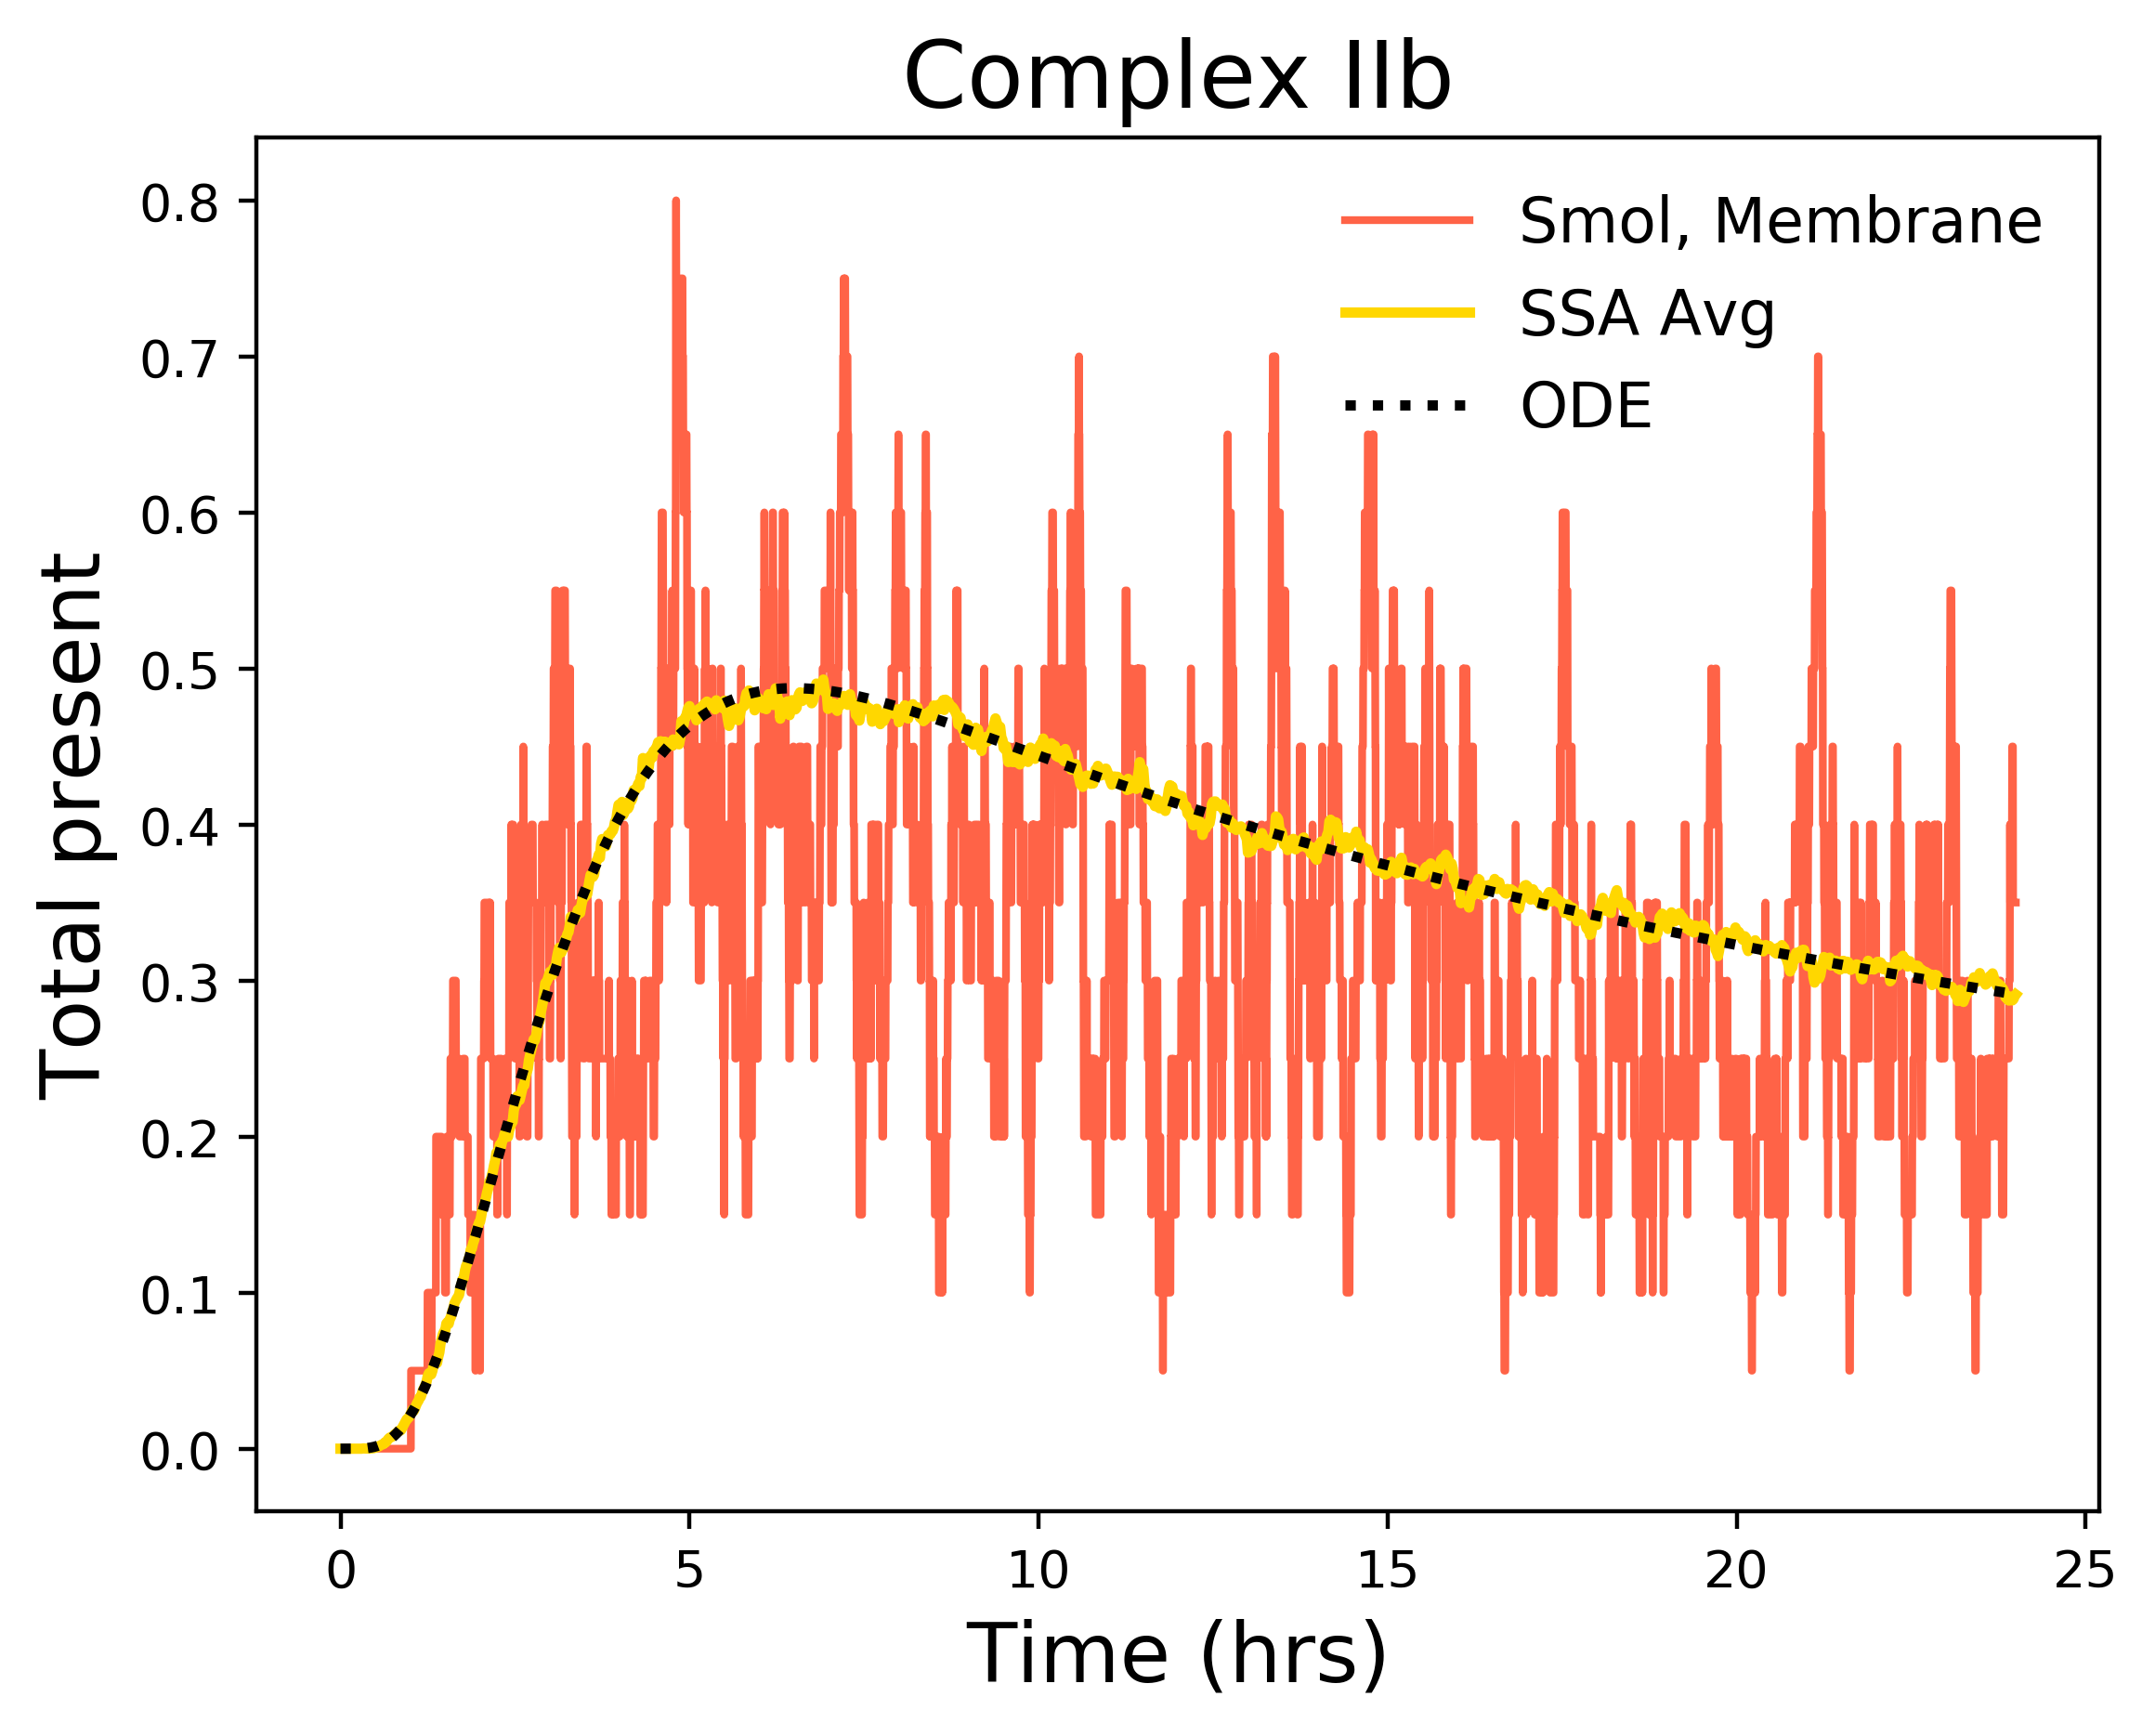 Complex IIb
Smol, Membrane
SSA Avg
ODE
Total present
0.8
0.7
0.6
0.5
0.4
0.3
0.2
0.1
0.0
0 5 10 15 20 25
Time (hrs)